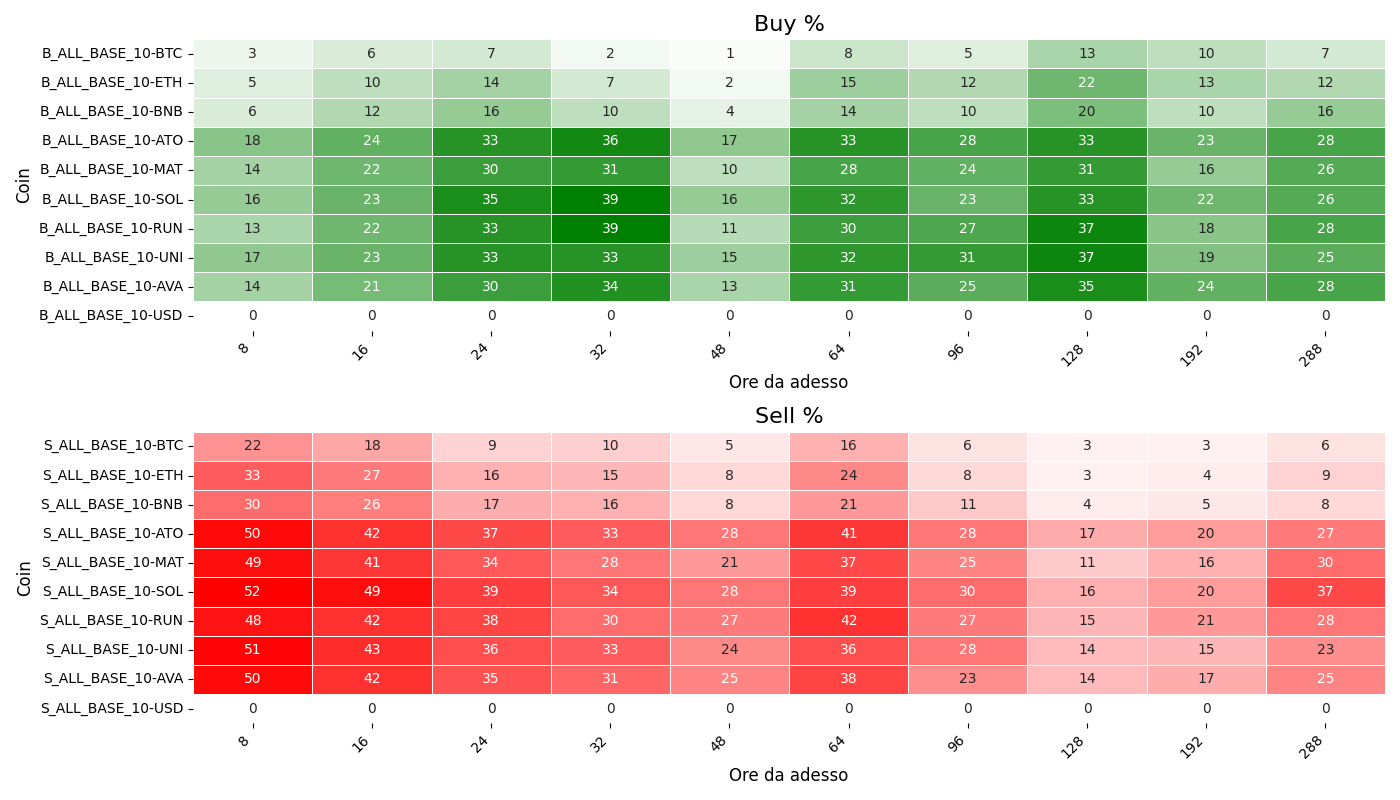 Buy %
Coin
B_ALL_BASE_10-BTC 3 6 7 2 1 8 5 13 10 7
B_ALL_BASE_10-ETH 5 10 14 7 2 15 12 22 13 12
B_ALL_BASE_10-BNB 6 12 16 10 4 14 10 20 10 16
B_ALL_BASE_10-ATO 18 24 33 36 17 33 28 33 23 28
B_ALL_BASE_10-MAT 14 22 30 31 10 28 24 31 16 26
B_ALL_BASE_10-SOL 16 23 35 39 16 32 23 33 22 26
B_ALL_BASE_10-RUN 13 22 33 39 11 30 27 37 18 28
B_ALL_BASE_10-UNI 17 23 33 33 15 32 31 37 19 25
B_ALL_BASE_10-AVA 14 21 30 34 13 31 25 35 24 28
B_ALL_BASE_10-USD 0 0 0 0 0 0 0 0 0 0
8 16 24 32 48 64 96 128 192 288
Ore da adesso
Sell %
Coin
S_ALL_BASE_10-BTC 22 18 9 10 5 16 6 3 3 6
S_ALL_BASE_10-ETH 33 27 16 15 8 24 8 3 4 9
S_ALL_BASE_10-BNB 30 26 17 16 8 21 11 4 5 8
S_ALL_BASE_10-ATO 50 42 37 33 28 41 28 17 20 27
S_ALL_BASE_10-MAT 49 41 34 28 21 37 25 11 16 30
S_ALL_BASE_10-SOL 52 49 39 34 28 39 30 16 20 37
S_ALL_BASE_10-RUN 48 42 38 30 27 42 27 15 21 28
S_ALL_BASE_10-UNI 51 43 36 33 24 36 28 14 15 23
S_ALL_BASE_10-AVA 50 42 35 31 25 38 23 14 17 25
S_ALL_BASE_10-USD 0 0 0 0 0 0 0 0 0 0
8 16 24 32 48 64 96 128 192 288
Ore da adesso